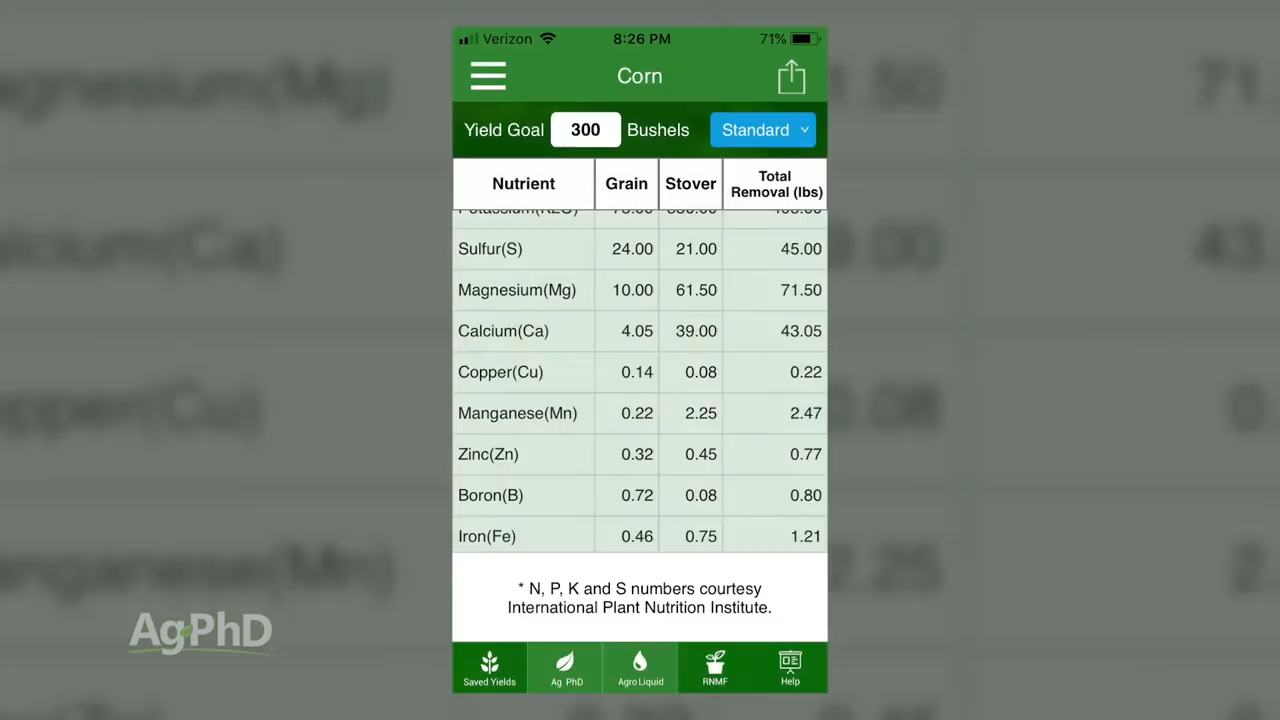 Verizon 8:26 PM 71%
Corn
Yield Goal 300 Bushels Standard
Nutrient Grain Stover Total Removal (lbs)
Sulfur(S) 24.00 21.00 45.00
Magnesium(Mg) 10.00 61.50 71.50
Calcium(Ca) 4.05 39.00 43.05
Copper(Cu) 0.14 0.08 0.22
Manganese(Mn) 0.22 2.25 2.47
Zinc(Zn) 0.32 0.45 0.77
Boron(B) 0.72 0.08 0.80
Iron(Fe) 0.46 0.75 1.21
* N, P, K and S numbers courtesy
International Plant Nutrition Institute.
Saved Yields Ag PhD Agro Liquid RNMF Help
AgPhD